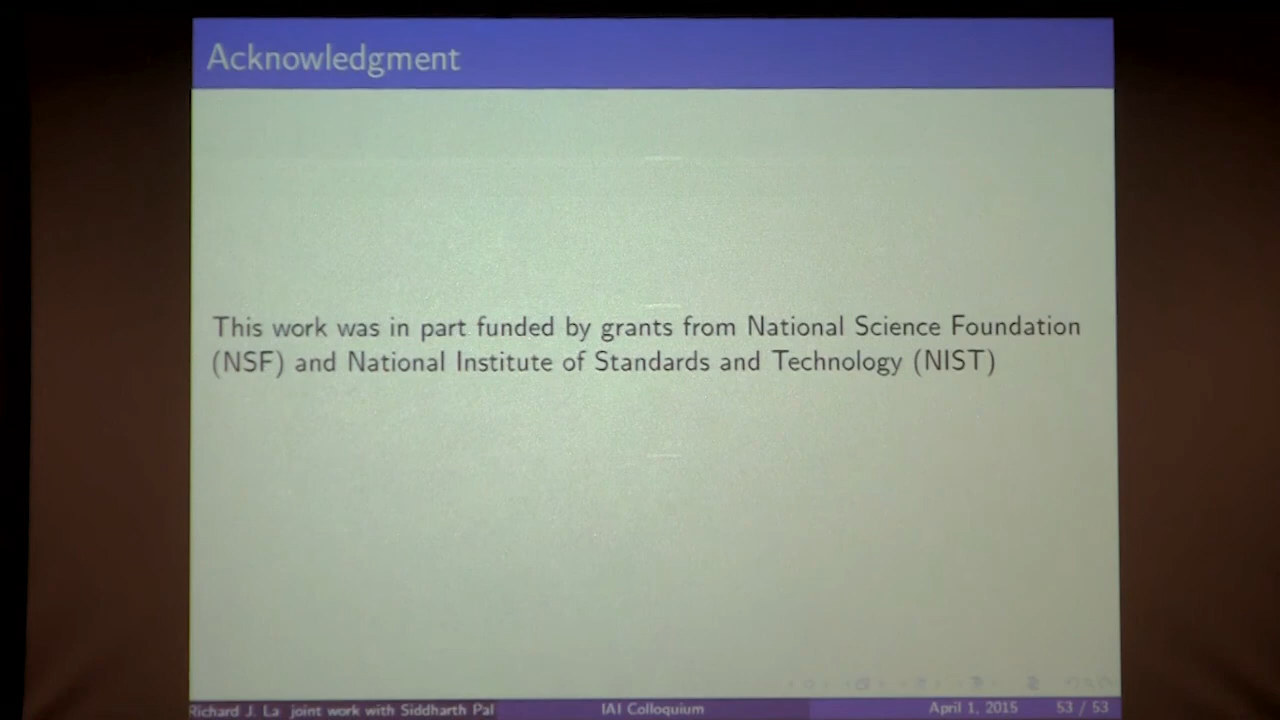 Acknowledgment
This work was in part funded by grants from National Science Foundation
(NSF) and National Institute of Standards and Technology (NIST)
Richard J. La joint work with Siddharth Pal
IAI Colloquium
April 1, 2015
53 / 53